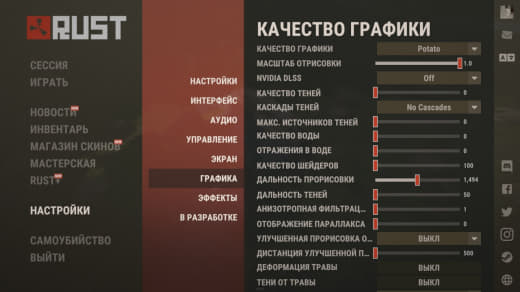 RUST
СЕССИЯ
ИГРАТЬ
НОВОСТИ
ИНВЕНТАРЬ
МАГАЗИН СКИНОВ
МАСТЕРСКАЯ
RUST+
НАСТРОЙКИ
САМОУБИЙСТВО
ВЫЙТИ
НАСТРОЙКИ
ИНТЕРФЕЙС
АУДИО
УПРАВЛЕНИЕ
ЭКРАН
ГРАФИКА
ЭФФЕКТЫ
В РАЗРАБОТКЕ
КАЧЕСТВО ГРАФИКИ
КАЧЕСТВО ГРАФИКИ Potato
МАСШТАБ ОТРИСОВКИ 1.0
NVIDIA DLSS Off
КАЧЕСТВО ТЕНЕЙ 0
КАСКАДЫ ТЕНЕЙ No Cascades
МАКС. ИСТОЧНИКОВ ТЕНЕЙ 0
КАЧЕСТВО ВОДЫ 0
ОТРАЖЕНИЯ В ВОДЕ 0
КАЧЕСТВО ШЕЙДЕРОВ 100
ДАЛЬНОСТЬ ПРОРИСОВКИ 1,494
ДАЛЬНОСТЬ ТЕНЕЙ 50
АНИЗОТРОПНАЯ ФИЛЬТРАЦ... 1
ОТОБРАЖЕНИЕ ПАРАЛЛАКСА 0
УЛУЧШЕННАЯ ПРОРИСОВКА О... ВЫКЛ
ДИСТАНЦИЯ УЛУЧШЕННОЙ П... 500
ДЕФОРМАЦИЯ ТРАВЫ ВЫКЛ
ТЕНИ ОТ ТРАВЫ ВЫКЛ